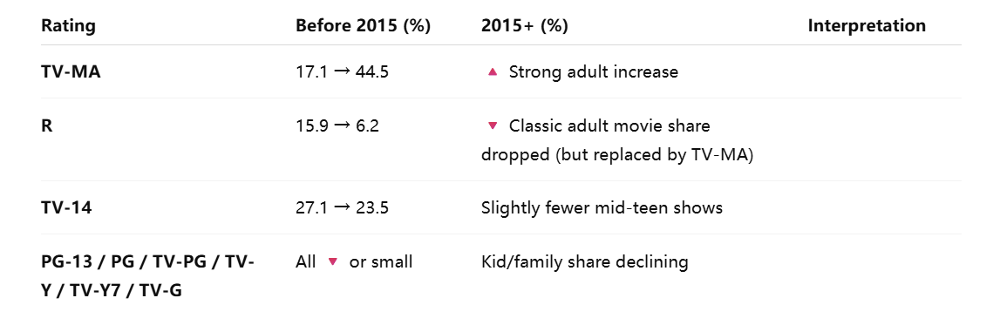 Rating Before 2015 (%) 2015+ (%) Interpretation
TV-MA 17.1 → 44.5 🔺 Strong adult increase
R 15.9 → 6.2 🔻 Classic adult movie share
dropped (but replaced by TV-MA)
TV-14 27.1 → 23.5 Slightly fewer mid-teen shows
PG-13 / PG / TV-PG / TV- All 🔻 or small Kid/family share declining
Y / TV-Y7 / TV-G